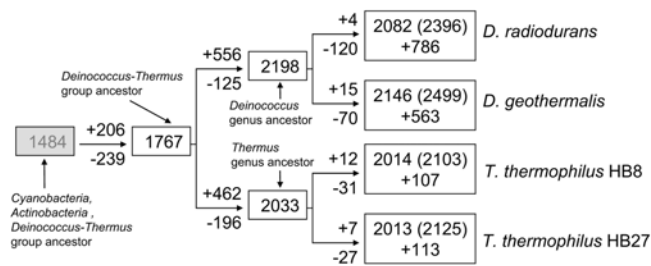 +4
-120
2082 (2396)
+786
D. radiodurans
+556
-125
2198
Deinococcus-Thermus
group ancestor
Deinococcus
genus ancestor
+15
-70
2146 (2499)
+563
D. geothermalis
1484
+206
-239
1767
Thermus
genus ancestor
+12
-31
2014 (2103)
+107
T. thermophilus HB8
Cyanobacteria,
Actinobacteria ,
Deinococcus-Thermus
group ancestor
+462
-196
2033
+7
-27
2013 (2125)
+113
T. thermophilus HB27